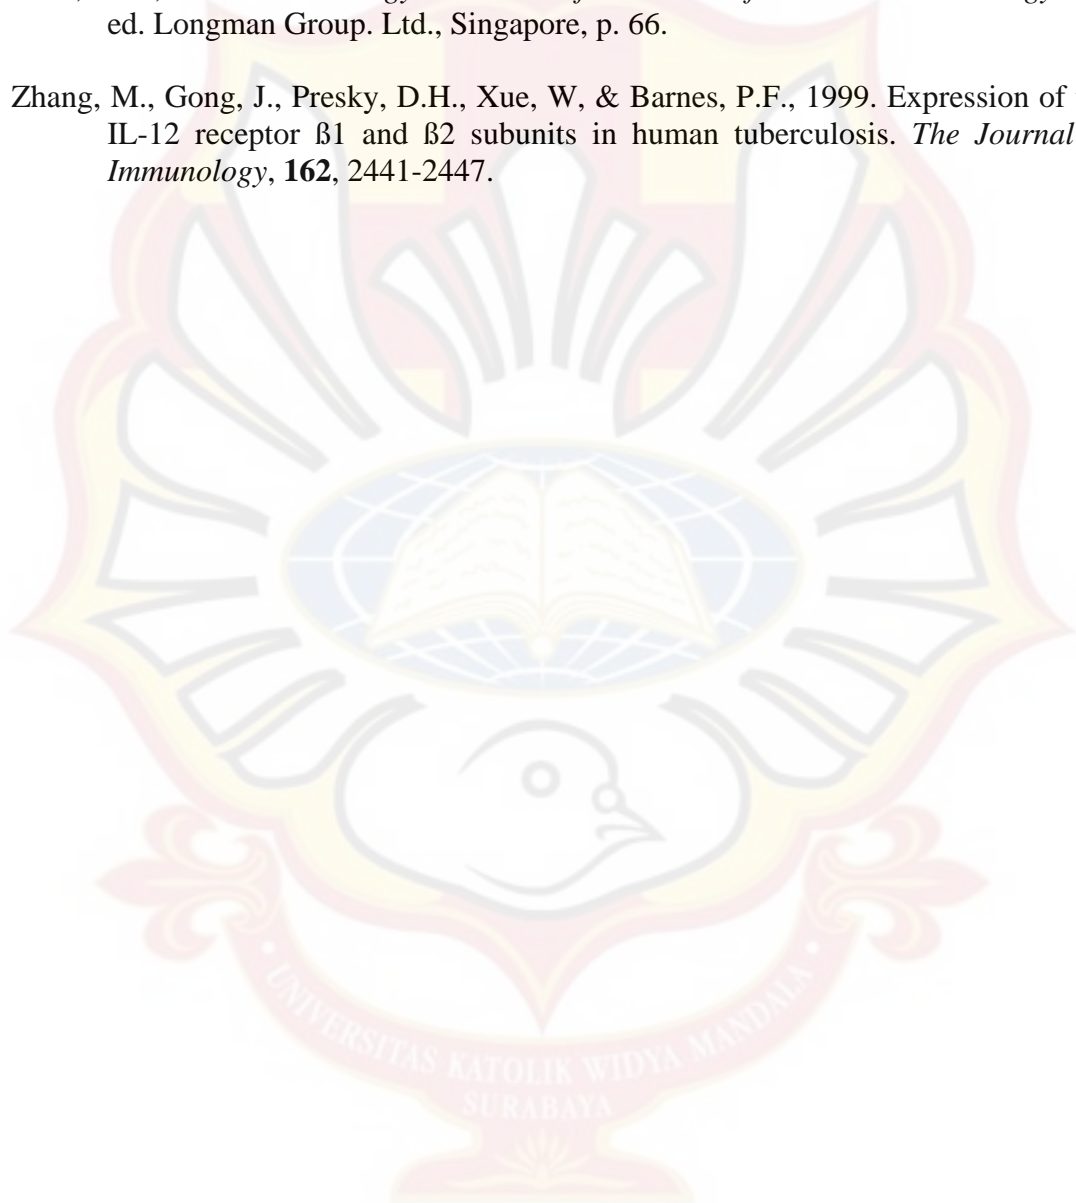 ed. Longman Group. Ltd., Singapore, p. 66.
Zhang, M., Gong, J., Presky, D.H., Xue, W, & Barnes, P.F., 1999. Expression of
IL-12 receptor ß1 and ß2 subunits in human tuberculosis. The Journal
Immunology, 162, 2441-2447.
UNIVERSITAS KATOLIK WIDYA MANDALA
SURABAYA